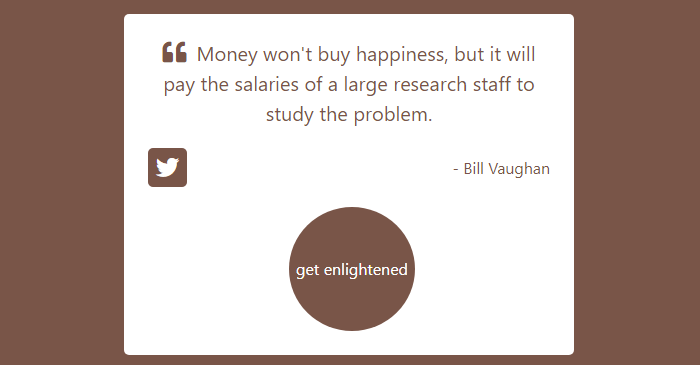 Money won't buy happiness, but it will
pay the salaries of a large research staff to
study the problem.
- Bill Vaughan
get enlightened